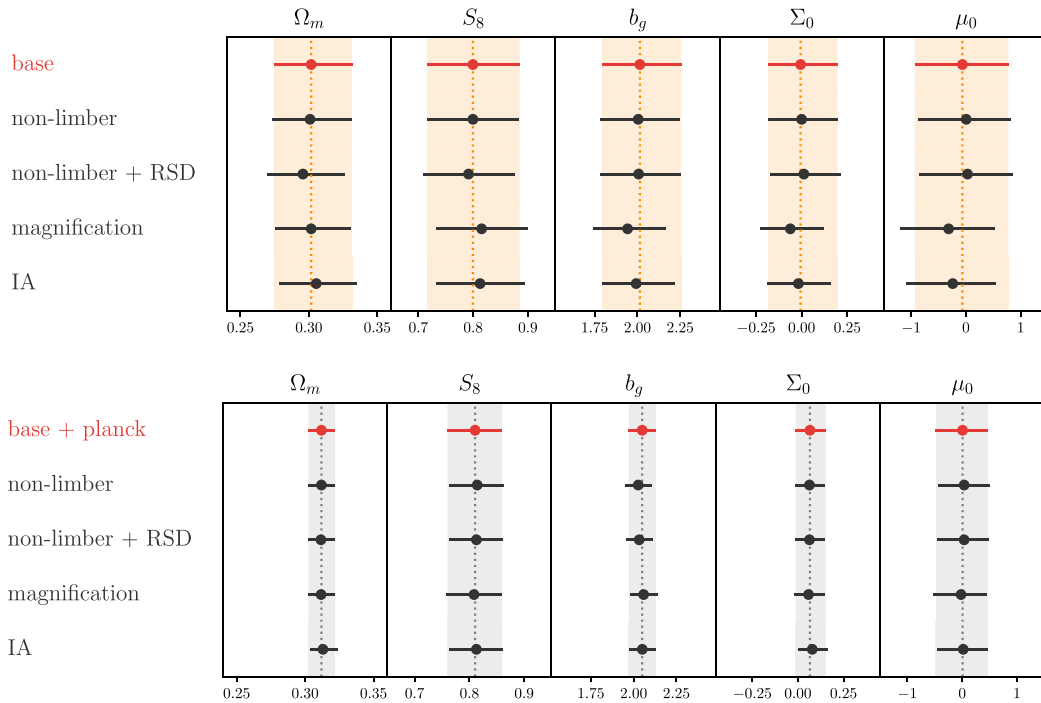 Ωm S8 bg Σ0 μ0
base
non-limber
non-limber + RSD
magnification
IA
0.25 0.30 0.35 0.7 0.8 0.9 1.75 2.00 2.25 −0.25 0.00 0.25 −1 0 1
Ωm S8 bg Σ0 μ0
base + planck
non-limber
non-limber + RSD
magnification
IA
0.25 0.30 0.35 0.7 0.8 0.9 1.75 2.00 2.25 −0.25 0.00 0.25 −1 0 1